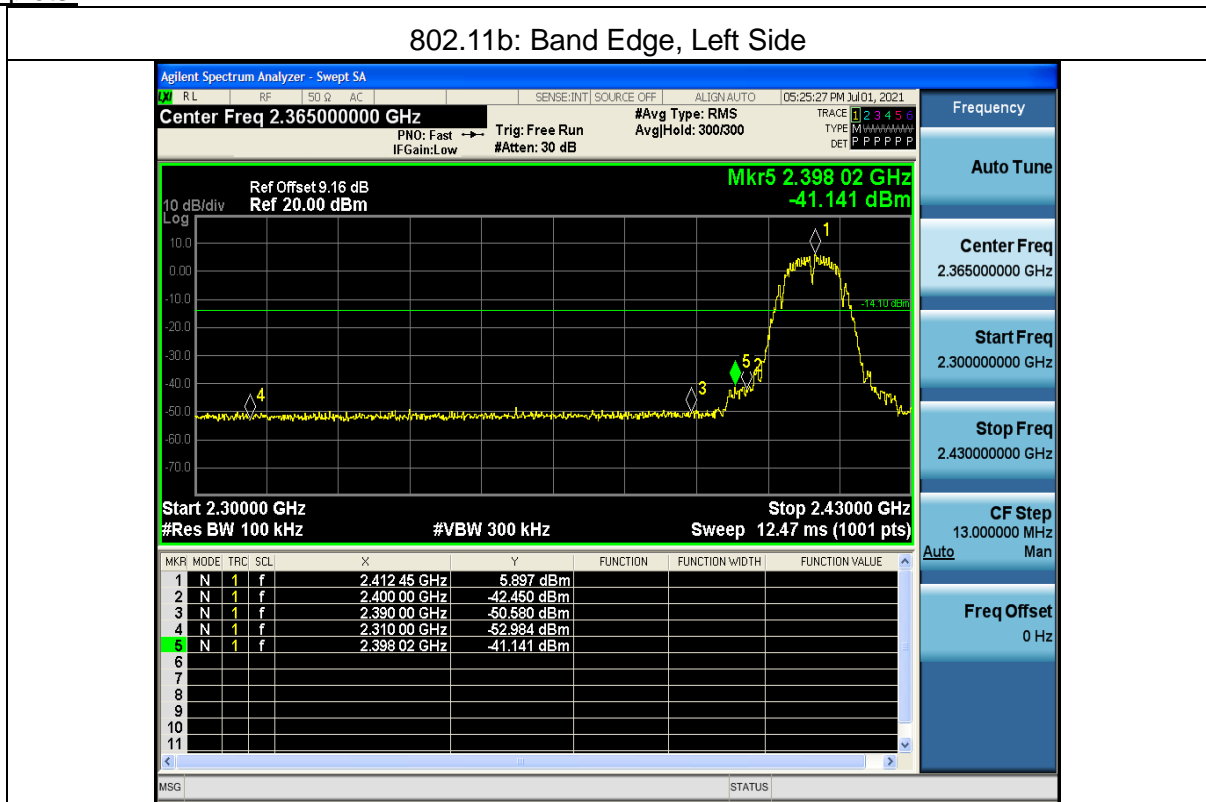 802.11b: Band Edge, Left Side
Agilent Spectrum Analyzer - Swept SA
LXI RL RF 50 Ω AC SENSE:INT SOURCE OFF ALIGN AUTO 05:25:27 PM Jul 01, 2021
Center Freq 2.365000000 GHz
PNO: Fast
IFGain:Low
Trig: Free Run
#Atten: 30 dB
#Avg Type: RMS
Avg|Hold: 300/300
TRACE 1 2 3 4 5 6
TYPE M
DET P P P P P P
Ref Offset 9.16 dB
10 dB/div Ref 20.00 dBm
Log
Mkr5 2.398 02 GHz
-41.141 dBm
10.0
0.00
-10.0
-20.0
-30.0
-40.0
-50.0
-60.0
-70.0
-14.10 dBm
1
5 2
3
4
Start 2.30000 GHz Stop 2.43000 GHz
#Res BW 100 kHz #VBW 300 kHz Sweep 12.47 ms (1001 pts)
MKR MODE TRC SCL X Y FUNCTION FUNCTION WIDTH FUNCTION VALUE
1 N 1 f 2.412 45 GHz 5.897 dBm
2 N 1 f 2.400 00 GHz -42.450 dBm
3 N 1 f 2.390 00 GHz -50.580 dBm
4 N 1 f 2.310 00 GHz -52.984 dBm
5 N 1 f 2.398 02 GHz -41.141 dBm
6
7
8
9
10
11
MSG STATUS
Frequency
Auto Tune
Center Freq
2.365000000 GHz
Start Freq
2.300000000 GHz
Stop Freq
2.430000000 GHz
CF Step
13.000000 MHz
Auto Man
Freq Offset
0 Hz